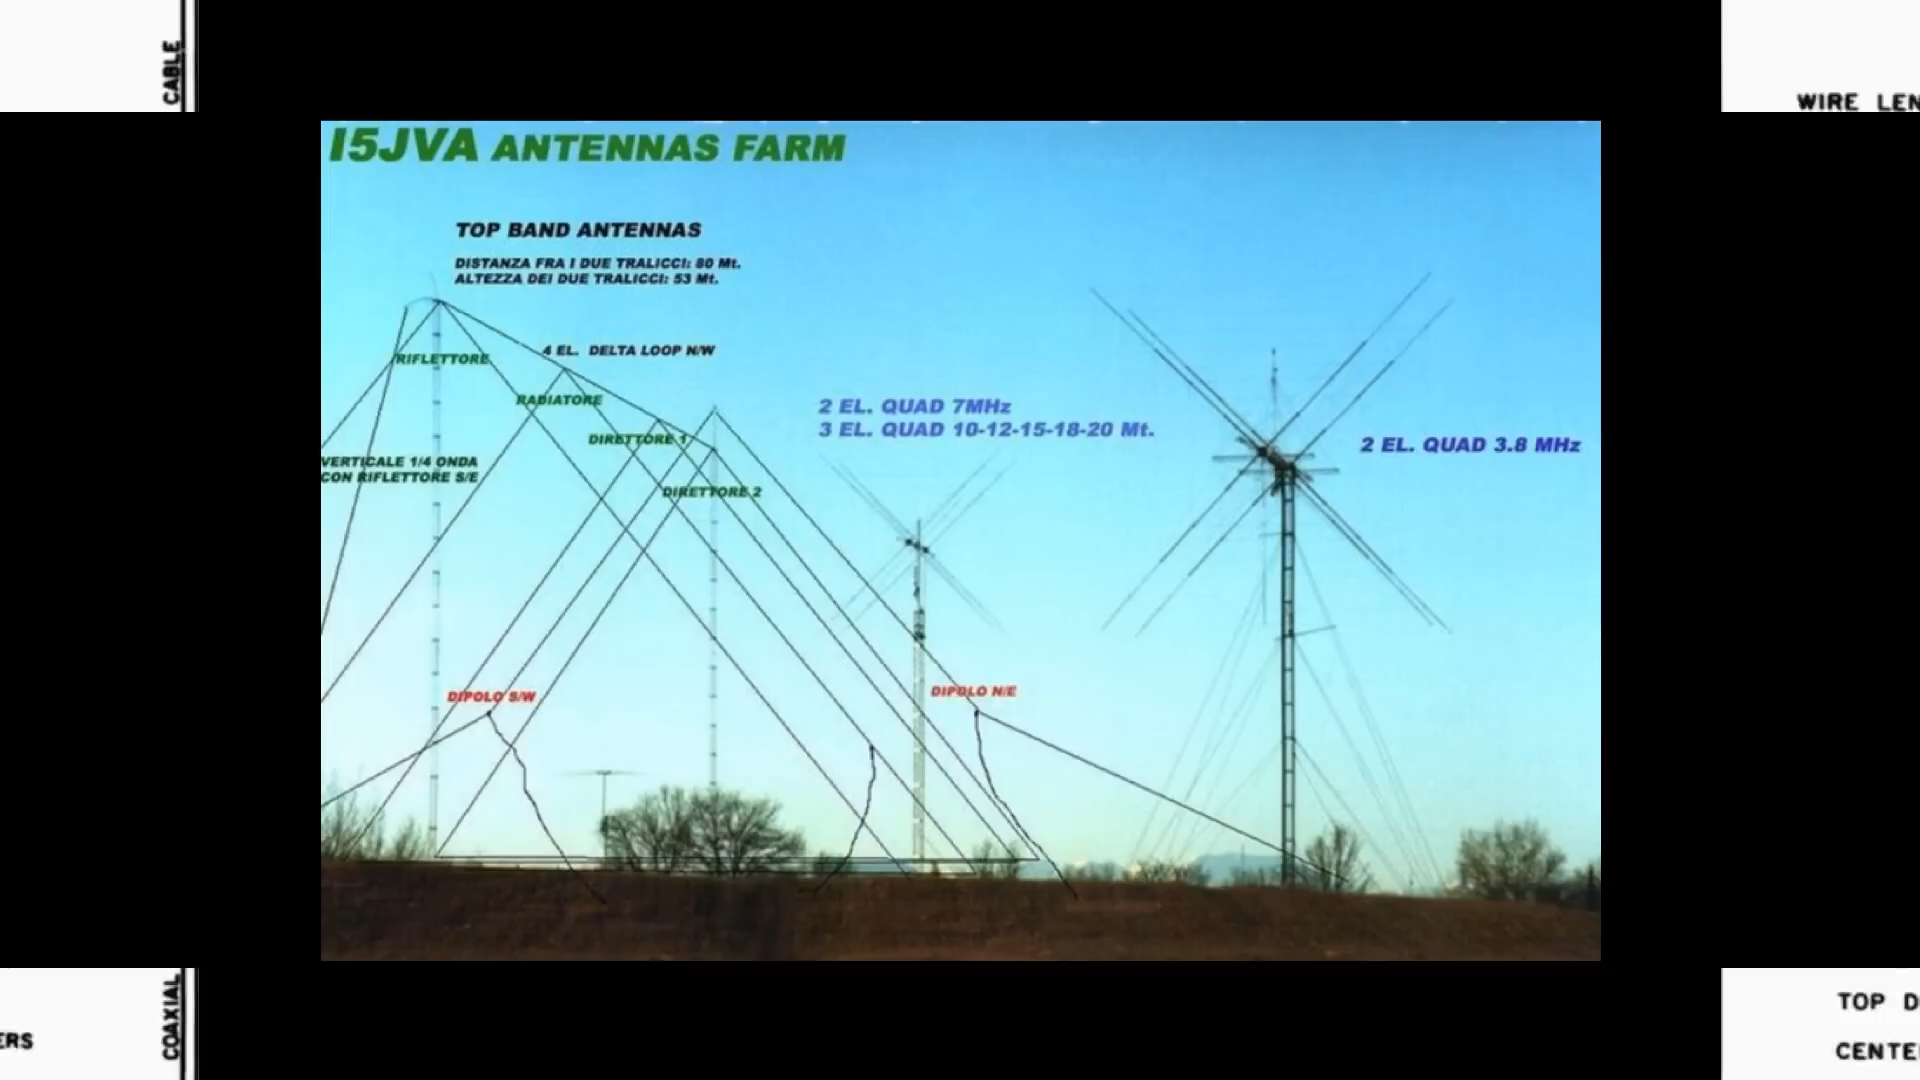 CABLE
WIRE LEN
I5JVA ANTENNAS FARM
TOP BAND ANTENNAS
DISTANZA FRA I DUE TRALICCI: 80 Mt.
ALTEZZA DEI DUE TRALICCI: 53 Mt.
4 EL. DELTA LOOP N/W
RIFLETTORE
RADIATORE
DIRETTORE 1
DIRETTORE 2
VERTICALE 1/4 ONDA
CON RIFLETTORE S/E
2 EL. QUAD 7MHz
3 EL. QUAD 10-12-15-18-20 Mt.
2 EL. QUAD 3.8 MHz
DIPOLO S/W
DIPOLO N/E
COAXIAL
ERS
TOP D
CENTE